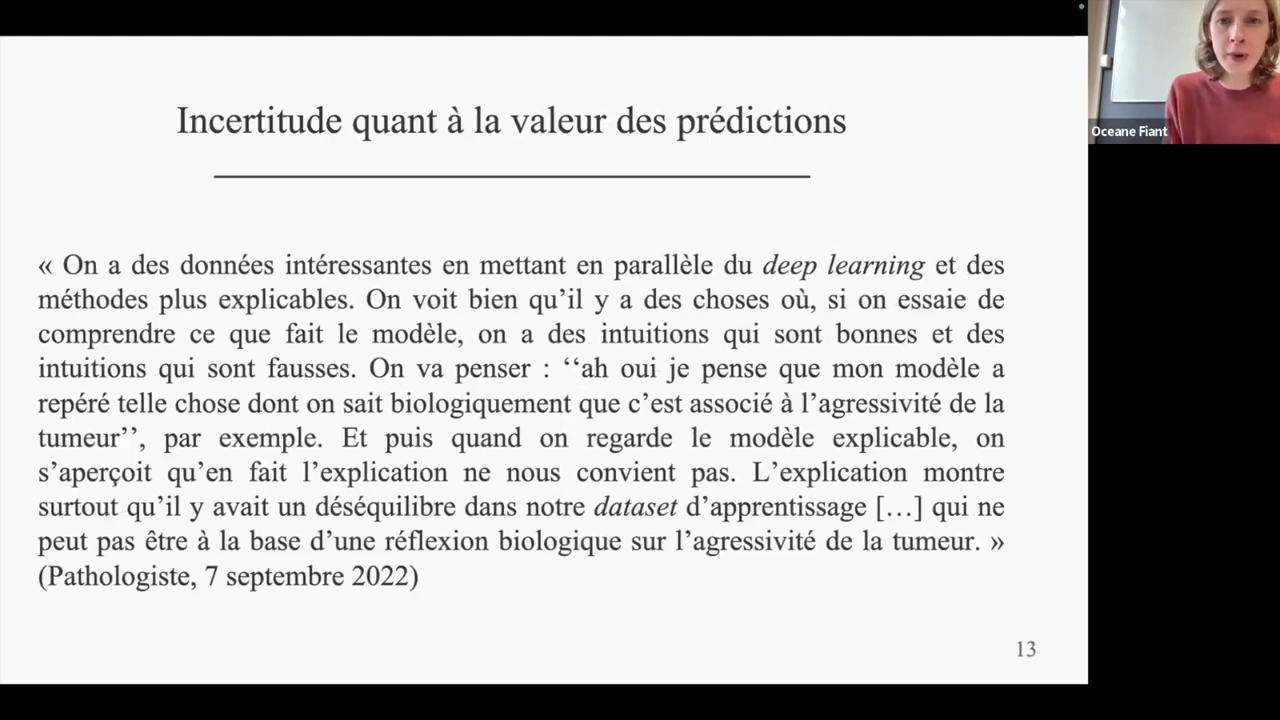 Incertitude quant à la valeur des prédictions
« On a des données intéressantes en mettant en parallèle du deep learning et des
méthodes plus explicables. On voit bien qu’il y a des choses où, si on essaie de
comprendre ce que fait le modèle, on a des intuitions qui sont bonnes et des
intuitions qui sont fausses. On va penser : ‘‘ah oui je pense que mon modèle a
repéré telle chose dont on sait biologiquement que c’est associé à l’agressivité de la
tumeur’’, par exemple. Et puis quand on regarde le modèle explicable, on
s’aperçoit qu’en fait l’explication ne nous convient pas. L’explication montre
surtout qu’il y avait un déséquilibre dans notre dataset d’apprentissage […] qui ne
peut pas être à la base d’une réflexion biologique sur l’agressivité de la tumeur. »
(Pathologiste, 7 septembre 2022)
13
Oceane Fiant